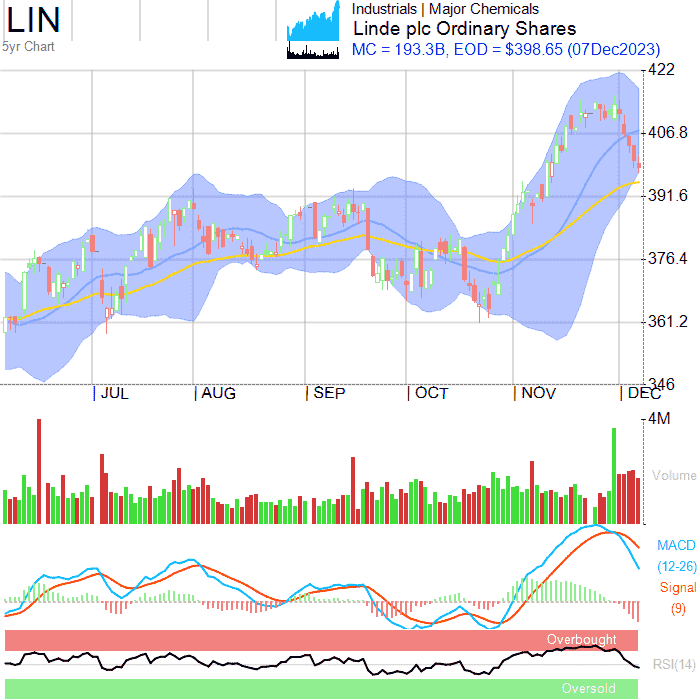 LIN
5yr Chart
Industrials | Major Chemicals
Linde plc Ordinary Shares
MC = 193.3B, EOD = $398.65 (07Dec2023)
422
406.8
391.6
376.4
361.2
346
JUL AUG SEP OCT NOV DEC
4M
Volume
MACD
(12-26)
Signal
(9)
Overbought
RSI(14)
Oversold